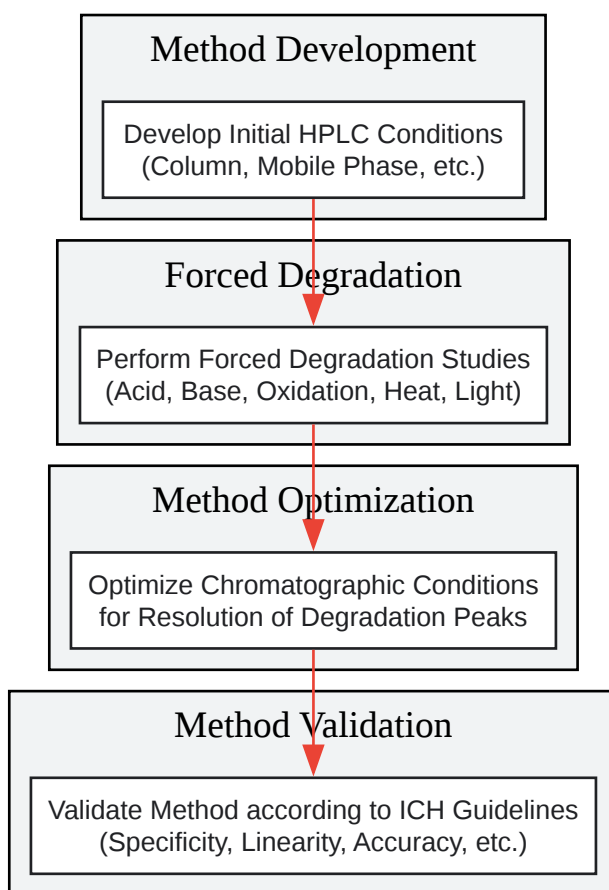 Method Development
Develop Initial HPLC Conditions
(Column, Mobile Phase, etc.)
Forced Degradation
Perform Forced Degradation Studies
(Acid, Base, Oxidation, Heat, Light)
Method Optimization
Optimize Chromatographic Conditions
for Resolution of Degradation Peaks
Method Validation
Validate Method according to ICH Guidelines
(Specificity, Linearity, Accuracy, etc.)